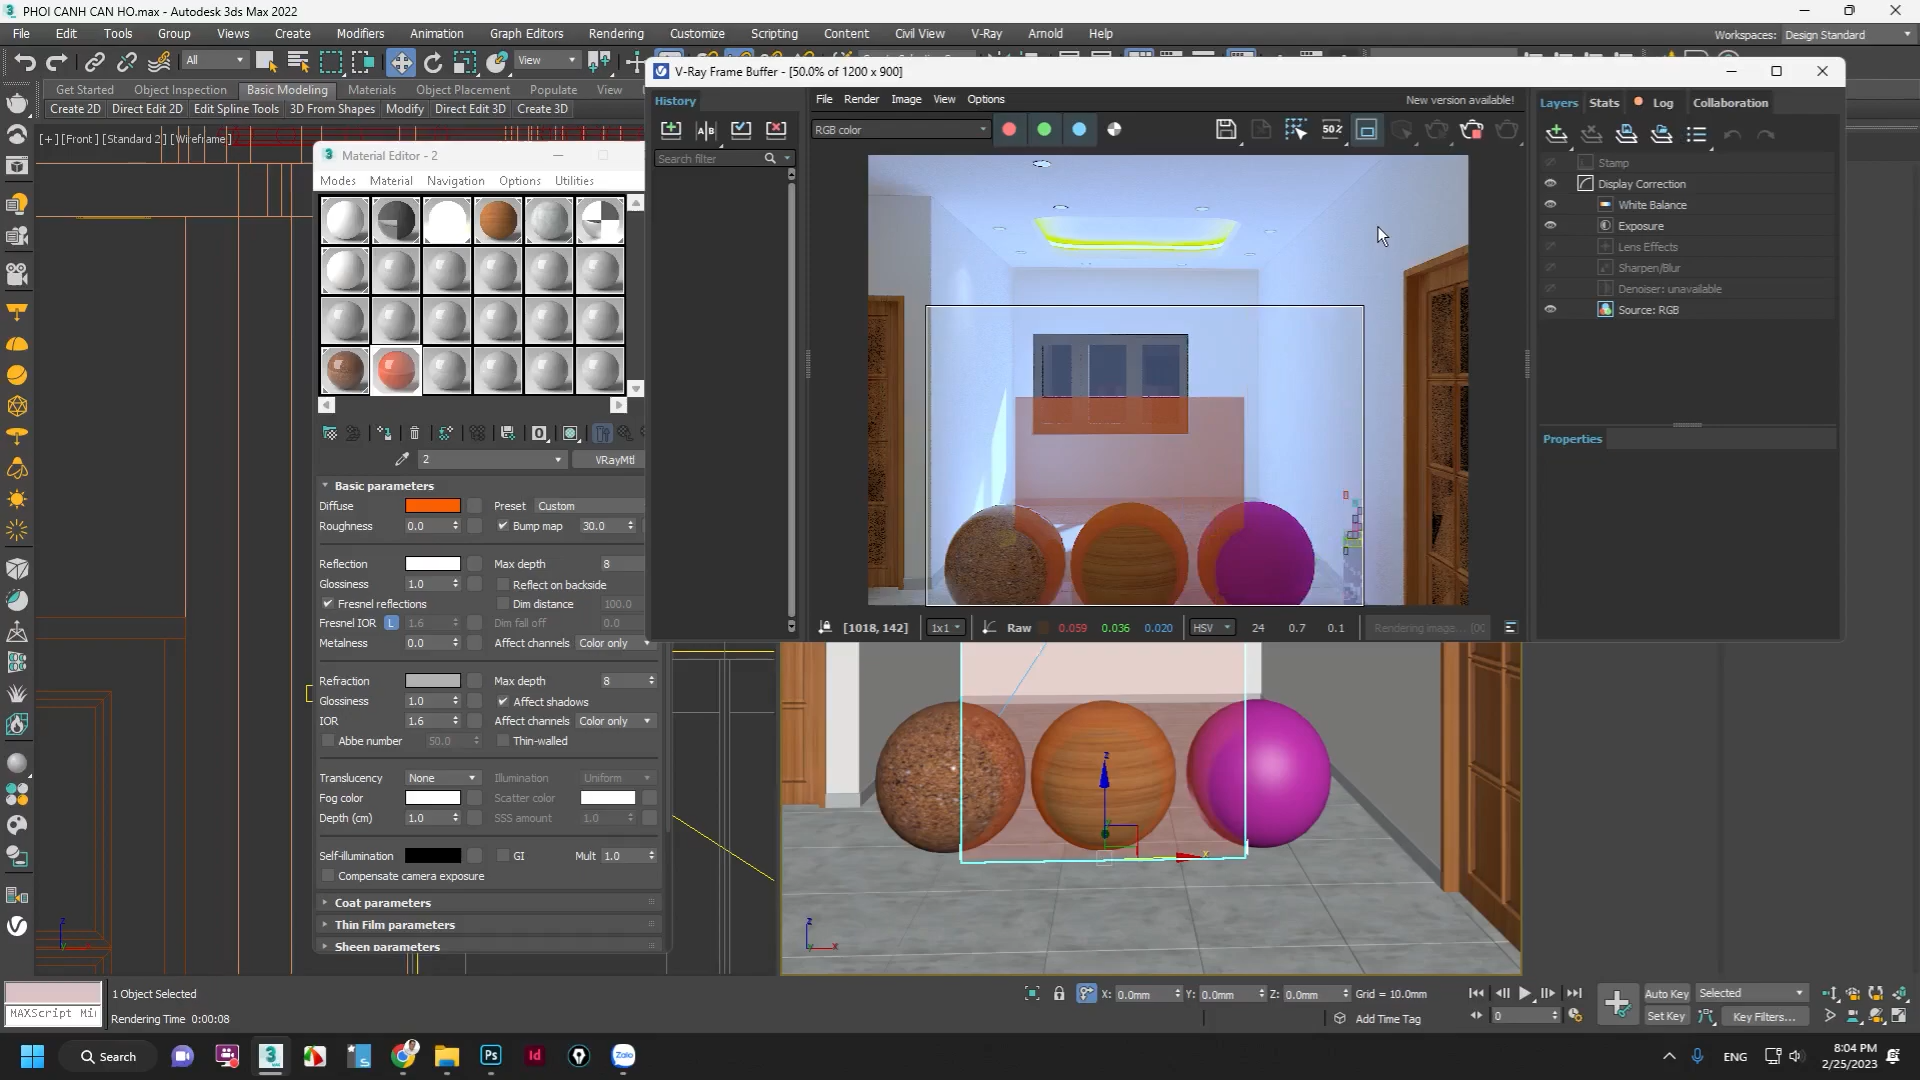 PHOI CANH CAN HO.max - Autodesk 3ds Max 2022
File Edit Tools Group Views Create Modifiers Animation Graph Editors Rendering Customize Scripting Content Civil View V-Ray Arnold Help
Workspaces: Design Standard
All
View
Get Started Object Inspection Basic Modeling Materials Object Placement Populate View
Create 2D Direct Edit 2D Edit Spline Tools 3D From Shapes Modify Direct Edit 3D Create 3D
[+] [Front] [Standard 2] [Wireframe]
Material Editor - 2
Modes Material Navigation Options Utilities
2
VRayMtl
Basic parameters
Diffuse Preset Custom
Roughness 0.0 Bump map 30.0
Reflection Max depth 8
Glossiness 1.0 Reflect on backside
Fresnel reflections Dim distance 100.0
Fresnel IOR L 1.6 Dim fall off 0.0
Metalness 0.0 Affect channels Color only
Refraction Max depth 8
Glossiness 1.0 Affect shadows
IOR 1.6 Affect channels Color only
Abbe number 50.0 Thin-walled
Translucency None Illumination Uniform
Fog color Scatter color
Depth (cm) 1.0 SSS amount 1.0
Self-illumination GI Mult 1.0
Compensate camera exposure
Coat parameters
Thin Film parameters
Sheen parameters
V-Ray Frame Buffer - [50.0% of 1200 x 900]
History
File Render Image View Options
New version available!
Search filter
RGB color
50%
[1018, 142] 1x1 Raw 0.059 0.036 0.020 HSV 24 0.7 0.1
Layers Stats Log Collaboration
Stamp
Display Correction
White Balance
Exposure
Lens Effects
Sharpen/Blur
Denoiser: unavailable
Source: RGB
Properties
z
x
z
y
x
z
x
MAXScript Mi
1 Object Selected
Rendering Time 0:00:08
X: 0.0mm Y: 0.0mm Z: 0.0mm Grid = 10.0mm
Add Time Tag
0
Auto Key Selected
Set Key Key Filters...
Search
Ps
Id
Zalo
ENG
8:04 PM
2/25/2023